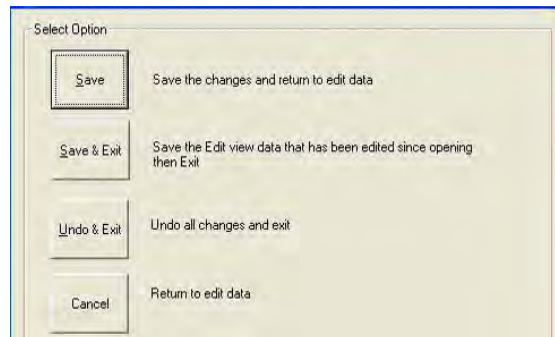 Select Option
Save
Save the changes and return to edit data
Save & Exit
Save the Edit view data that has been edited since opening
then Exit
Undo & Exit
Undo all changes and exit
Cancel
Return to edit data